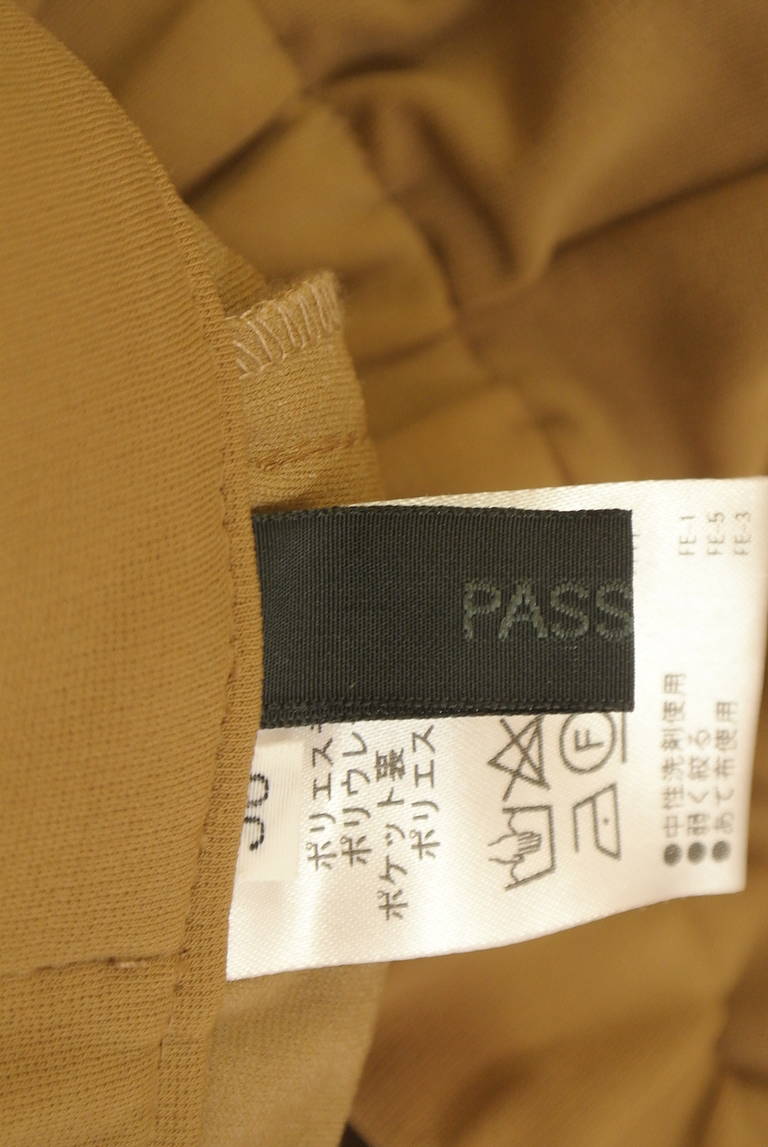 PASS
ポリエステ
ポリウレ
ポケット裏
ポリエス
F
●中性洗剤使用
●弱く絞る
●あて布使用
FE-1
FE-5
FE-3